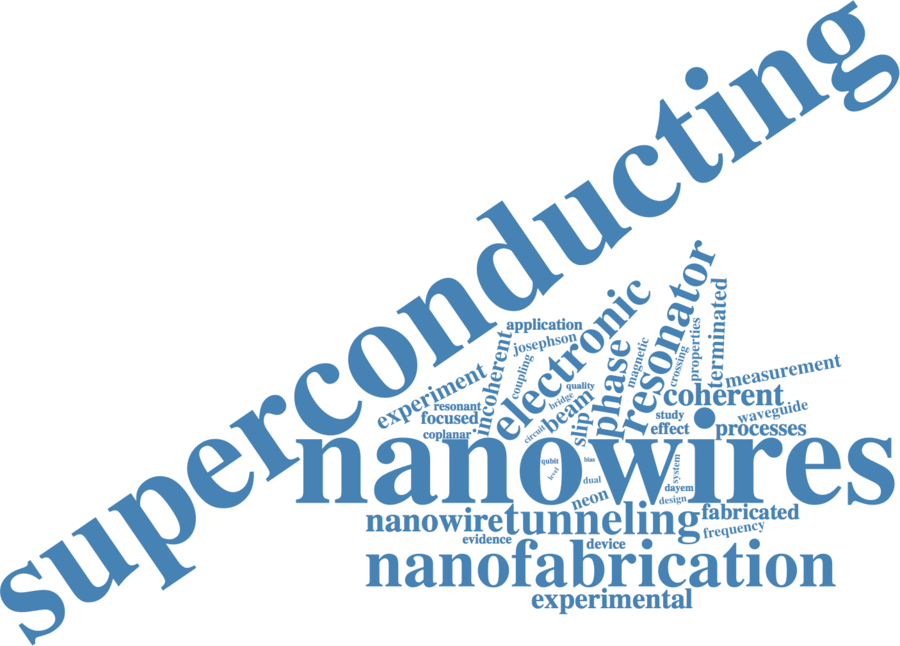 superconducting
application
josephson
electronic
resonator
terminated
incoherent
coupling
phase
magnetic
crossing
properties
measurement
experiment
quality
bridge
beam
coherent
resonant
focused
coplanar
circuit
slip
study
effect
waveguide
processes
nanowires
qubit
level
bias
dual
system
dayem
design
neon
nanowire
tunneling
fabricated
frequency
evidence
device
nanofabrication
experimental